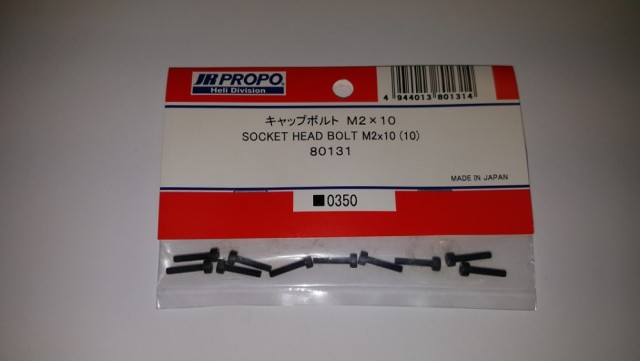 JR PROPO
Heli Division
4 944013 801314
キャップボルト M2×10
SOCKET HEAD BOLT M2x10 (10)
80131
MADE IN JAPAN
■0350